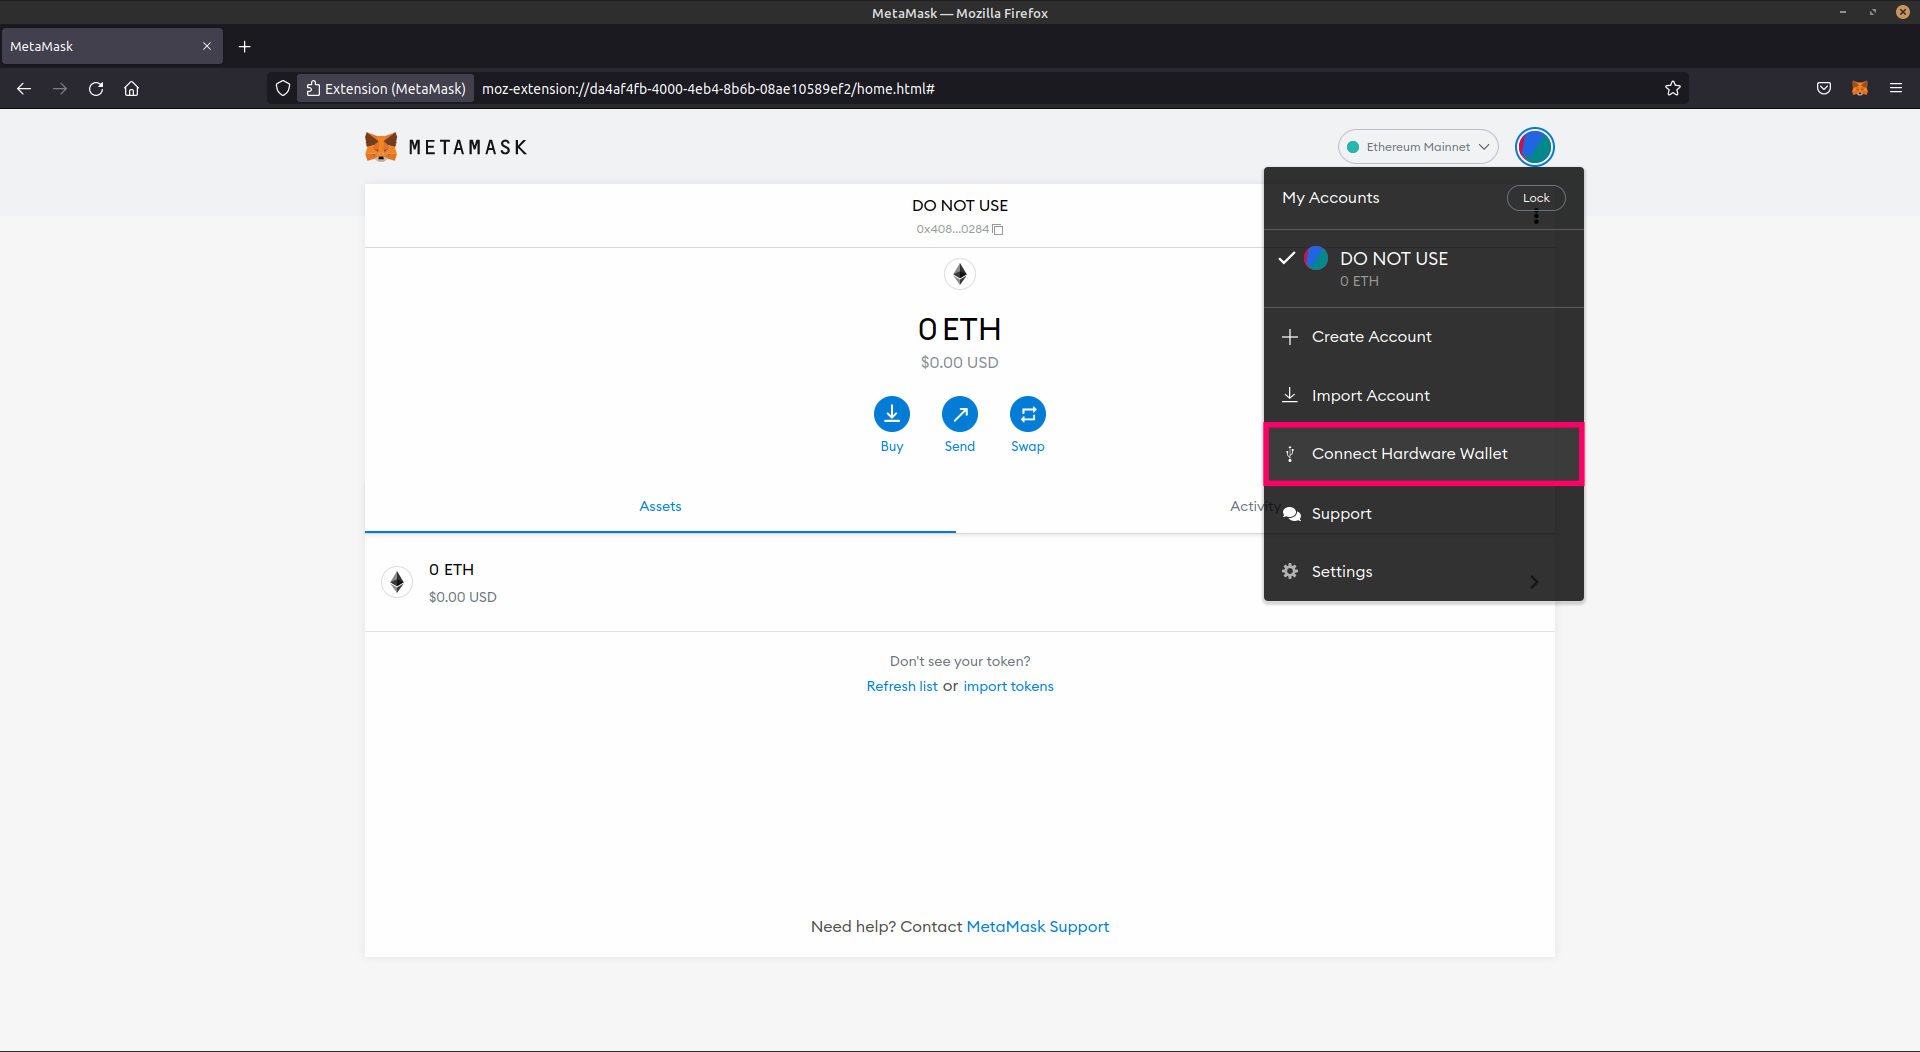 MetaMask — Mozilla Firefox
MetaMask
Extension (MetaMask)
moz-extension://da4af4fb-4000-4eb4-8b6b-08ae10589ef2/home.html#
METAMASK
Ethereum Mainnet
DO NOT USE
0x408...0284
0 ETH
$0.00 USD
Buy
Send
Swap
Assets
Activity
0 ETH
$0.00 USD
Don't see your token?
Refresh list or import tokens
Need help? Contact MetaMask Support
My Accounts
Lock
DO NOT USE
0 ETH
Create Account
Import Account
Connect Hardware Wallet
Support
Settings